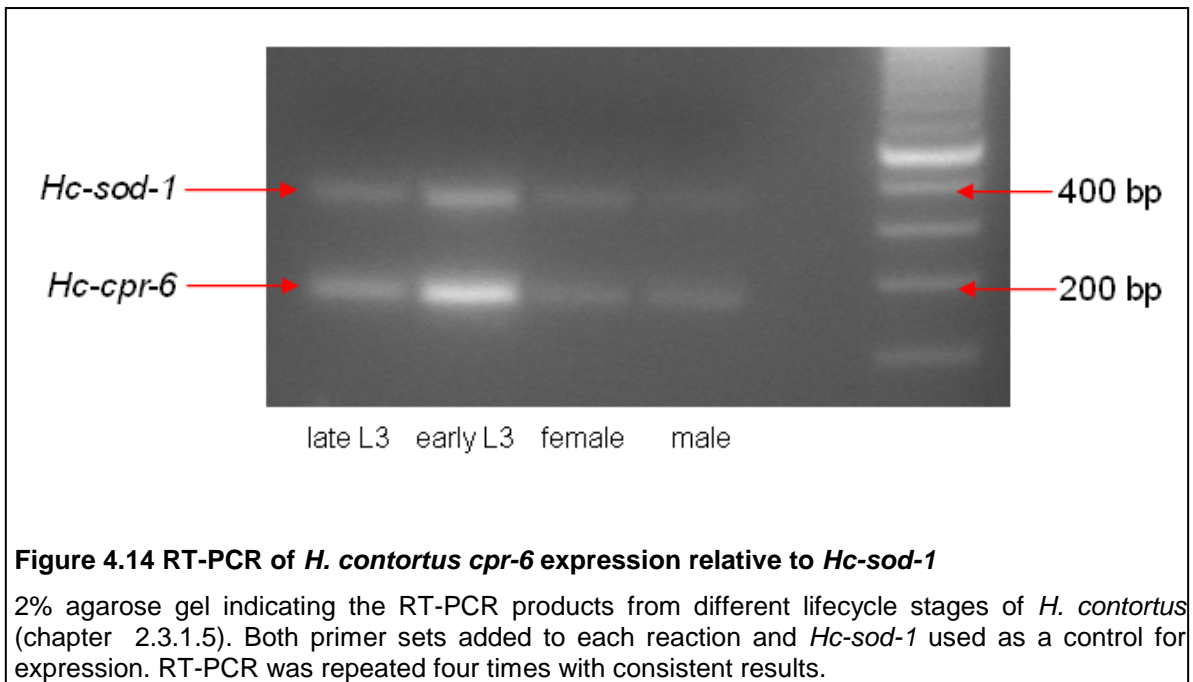 Hc-sod-1
400 bp
Hc-cpr-6
200 bp
late L3 early L3 female male
Figure 4.14 RT-PCR of H. contortus cpr-6 expression relative to Hc-sod-1
2% agarose gel indicating the RT-PCR products from different lifecycle stages of H. contortus
(chapter 2.3.1.5). Both primer sets added to each reaction and Hc-sod-1 used as a control for
expression. RT-PCR was repeated four times with consistent results.